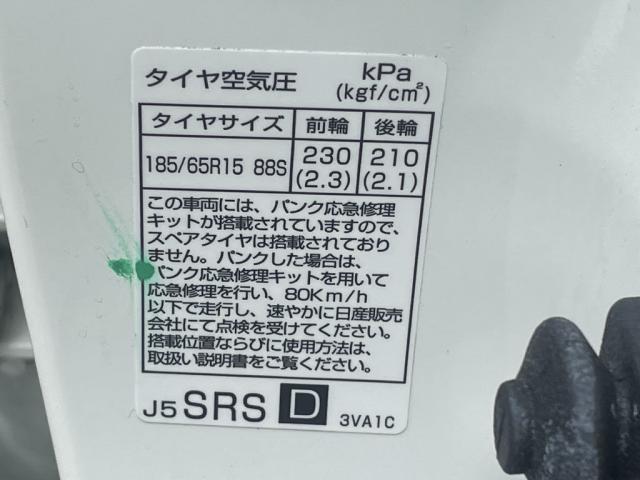 タイヤ空気圧 kPa
(kgf/cm²)
タイヤサイズ 前輪 後輪
185/65R15 88S 230 210
(2.3) (2.1)
この車両には、パンク応急修理
キットが搭載されていますので、
スペアタイヤは搭載されており
ません。パンクした場合は、
パンク応急修理キットを用いて
応急修理を行い、80Km/h
以下で走行し、速やかに日産販売
会社にて点検を受けてください。
搭載位置ならびに使用方法は、
取扱い説明書をご覧ください。
J5 SRS D 3VA1C